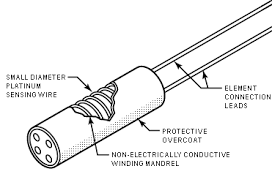 SMALL DIAMETER
PLATINUM
SENSING WIRE
ELEMENT
CONNECTION
LEADS
PROTECTIVE
OVERCOAT
NON-ELECTRICALLY CONDUCTIVE
WINDING MANDREL